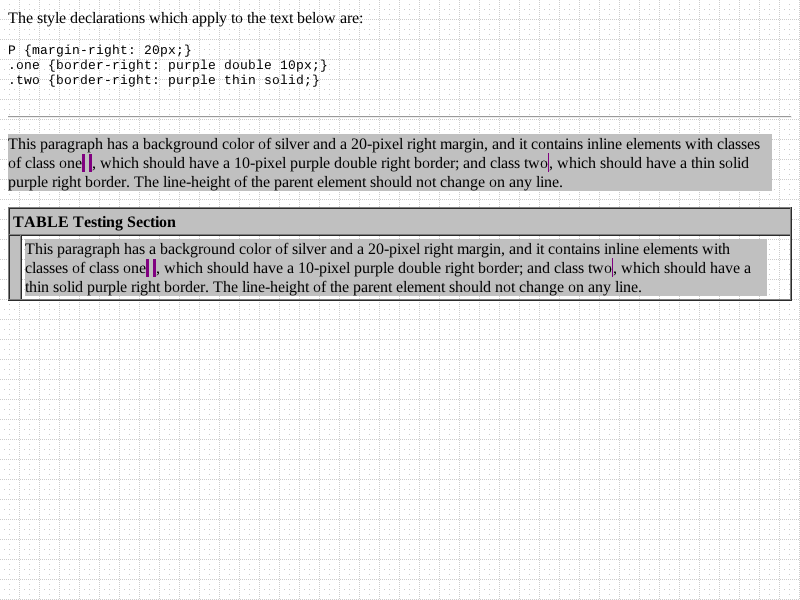 The style declarations which apply to the text below are:
P {margin-right: 20px;}
.one {border-right: purple double 10px;}
.two {border-right: purple thin solid;}
This paragraph has a background color of silver and a 20-pixel right margin, and it contains inline elements with classes
of class one, which should have a 10-pixel purple double right border; and class two, which should have a thin solid
purple right border. The line-height of the parent element should not change on any line.
TABLE Testing Section
This paragraph has a background color of silver and a 20-pixel right margin, and it contains inline elements with
classes of class one, which should have a 10-pixel purple double right border; and class two, which should have a
thin solid purple right border. The line-height of the parent element should not change on any line.